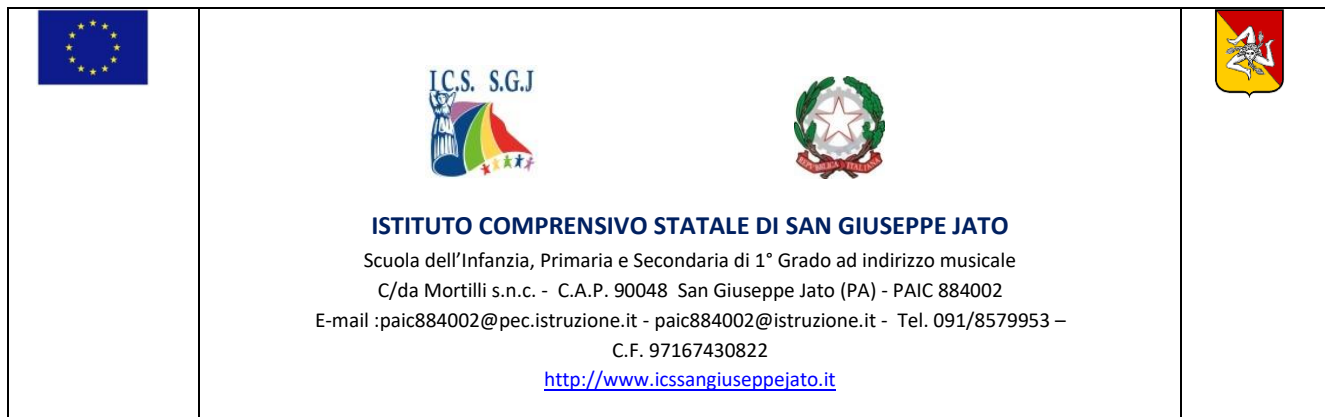 I.C.S. S.G.J
REPVBBLICA ITALIANA
ISTITUTO COMPRENSIVO STATALE DI SAN GIUSEPPE JATO
Scuola dell’Infanzia, Primaria e Secondaria di 1° Grado ad indirizzo musicale
C/da Mortilli s.n.c. - C.A.P. 90048 San Giuseppe Jato (PA) - PAIC 884002
E-mail :paic884002@pec.istruzione.it - paic884002@istruzione.it - Tel. 091/8579953 –
C.F. 97167430822
http://www.icssangiuseppejato.it